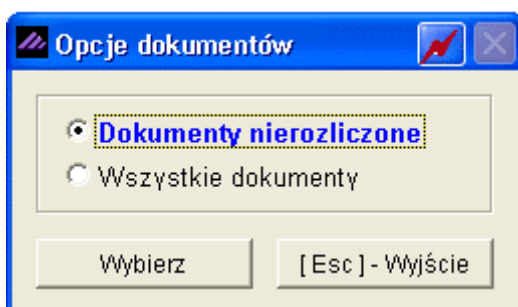 Opcje dokumentów
Dokumenty nierozliczone
Wszystkie dokumenty
Wybierz
[ Esc ] - Wyjście